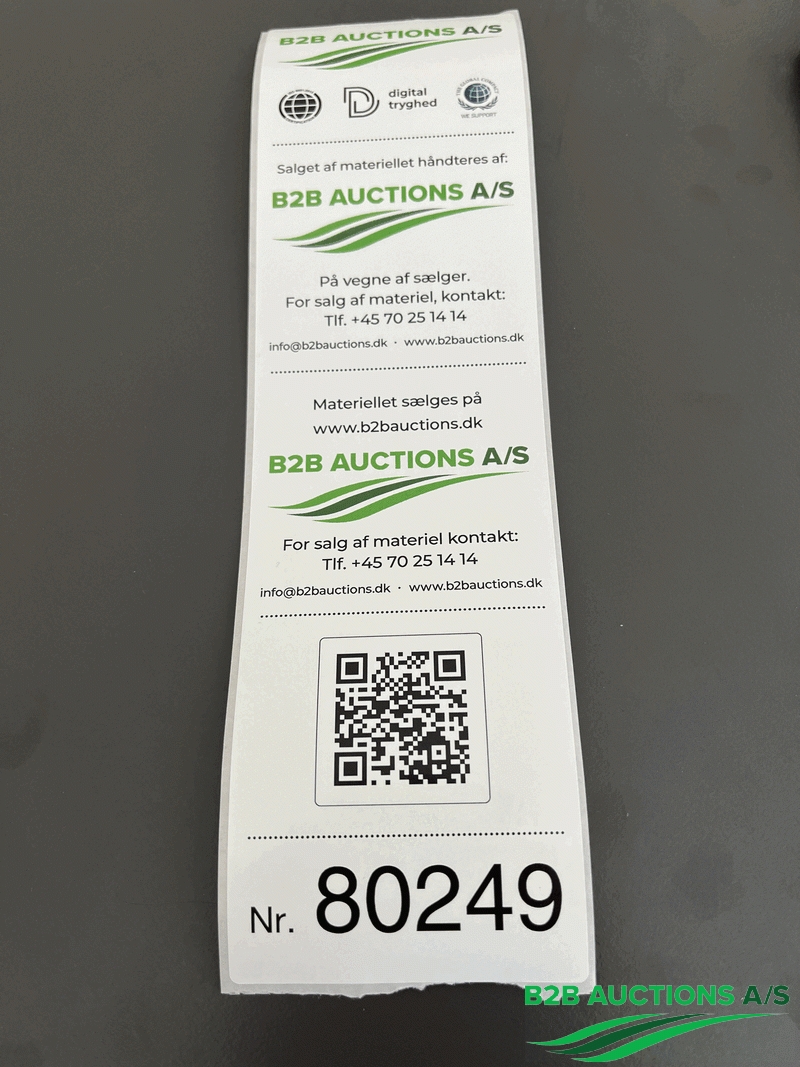 B2B AUCTIONS A/S
digital
tryghed
THE GLOBAL COMPACT
WE SUPPORT
Salget af materiellet håndteres af:
B2B AUCTIONS A/S
På vegne af sælger.
For salg af materiel, kontakt:
Tlf. +45 70 25 14 14
info@b2bauctions.dk · www.b2bauctions.dk
Materiellet sælges på
www.b2bauctions.dk
B2B AUCTIONS A/S
For salg af materiel kontakt:
Tlf. +45 70 25 14 14
info@b2bauctions.dk · www.b2bauctions.dk
Nr. 80249
B2B AUCTIONS A/S